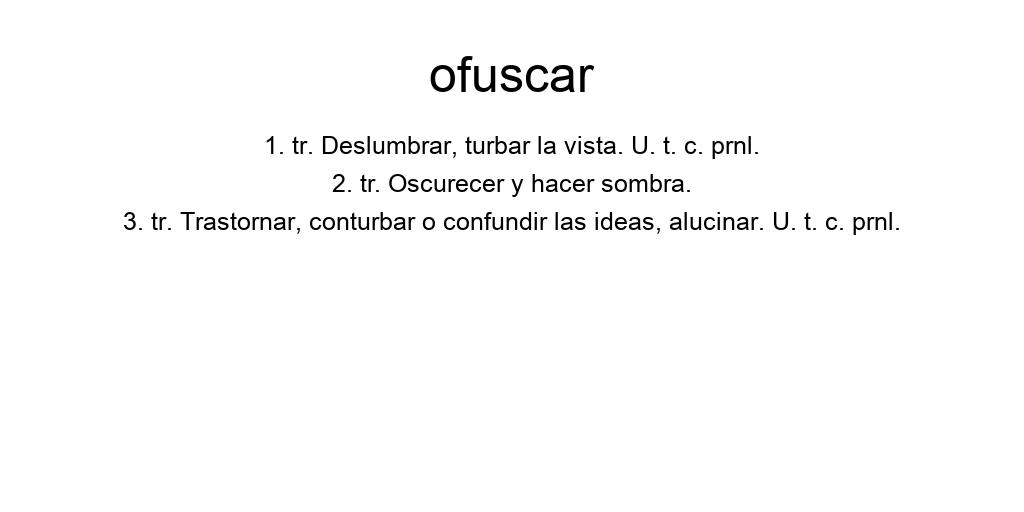 ofuscar
1. tr. Deslumbrar, turbar la vista. U. t. c. prnl.
2. tr. Oscurecer y hacer sombra.
3. tr. Trastornar, conturbar o confundir las ideas, alucinar. U. t. c. prnl.